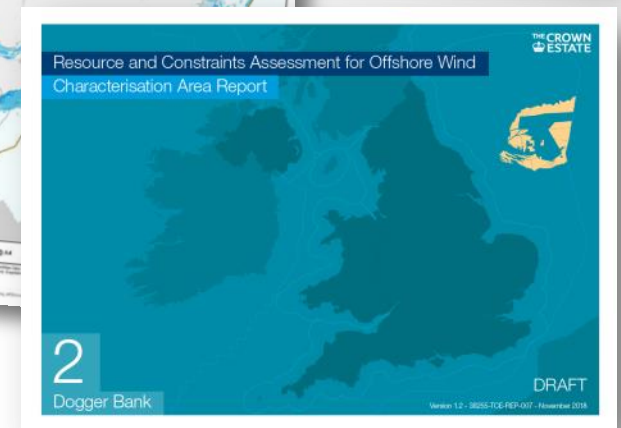 THE CROWN
ESTATE
Resource and Constraints Assessment for Offshore Wind
Characterisation Area Report
2
Dogger Bank
DRAFT
Version 1.2 - 38255-TCE-REP-007 - November 2018